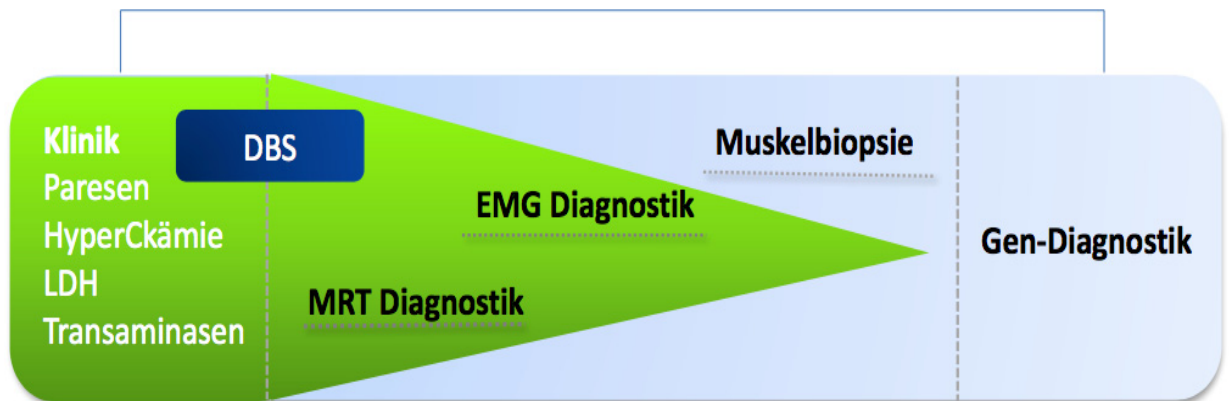 Klinik
Paresen
HyperCkämie
LDH
Transaminasen
DBS
MRT Diagnostik
EMG Diagnostik
Muskelbiopsie
Gen-Diagnostik